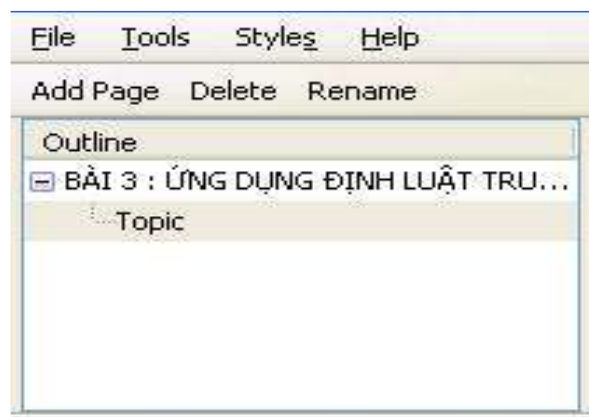 File Tools Styles Help
Add Page Delete Rename
Outline
BÀI 3 : ỨNG DỤNG ĐỊNH LUẬT TRU...
Topic